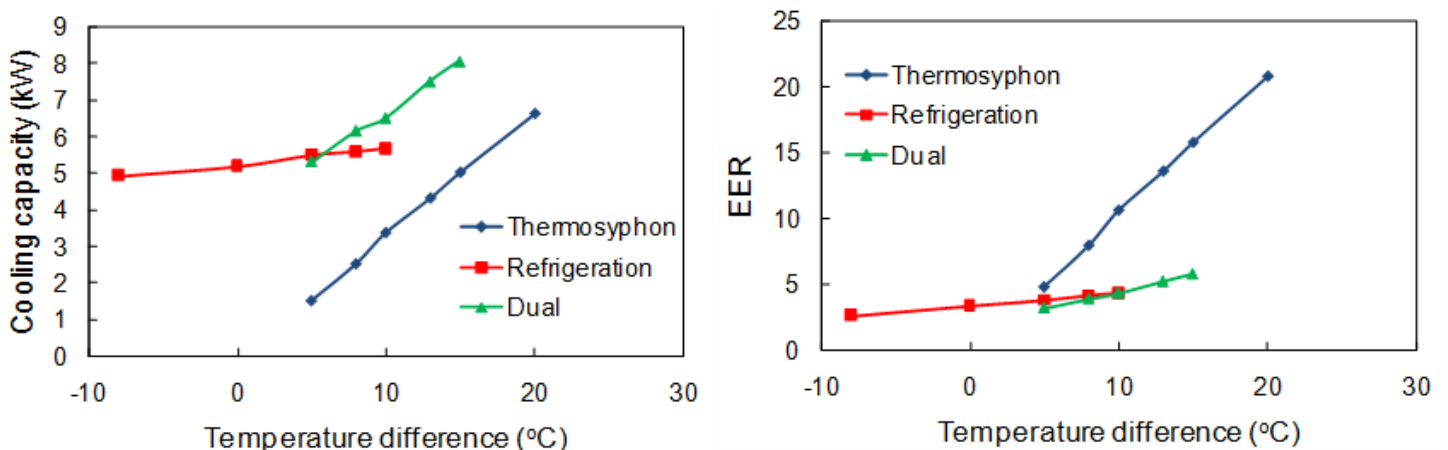 Cooling capacity (kW)
9
8
7
6
5
4
3
2
1
0
-10 0 10 20 30
Temperature difference (°C)
Thermosyphon
Refrigeration
Dual
EER
25
20
15
10
5
0
-10 0 10 20 30
Temperature difference (°C)
Thermosyphon
Refrigeration
Dual